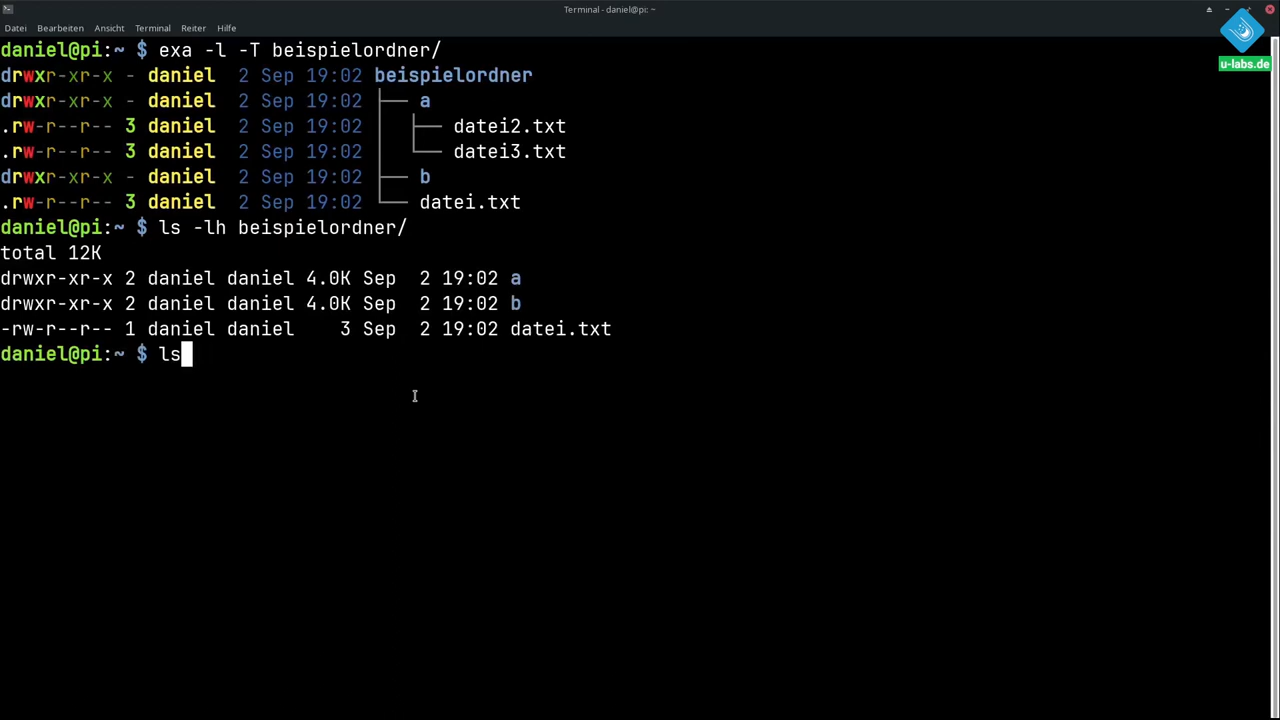 Terminal - daniel@pi: ~
Datei Bearbeiten Ansicht Terminal Reiter Hilfe
u-labs.de
daniel@pi:~ $ exa -l -T beispielordner/
drwxr-xr-x - daniel  2 Sep 19:02 beispielordner
drwxr-xr-x - daniel  2 Sep 19:02 ├── a
.rw-r--r-- 3 daniel  2 Sep 19:02 │  ├── datei2.txt
.rw-r--r-- 3 daniel  2 Sep 19:02 │  └── datei3.txt
drwxr-xr-x - daniel  2 Sep 19:02 ├── b
.rw-r--r-- 3 daniel  2 Sep 19:02 └── datei.txt
daniel@pi:~ $ ls -lh beispielordner/
total 12K
drwxr-xr-x 2 daniel daniel 4.0K Sep  2 19:02 a
drwxr-xr-x 2 daniel daniel 4.0K Sep  2 19:02 b
-rw-r--r-- 1 daniel daniel    3 Sep  2 19:02 datei.txt
daniel@pi:~ $ ls